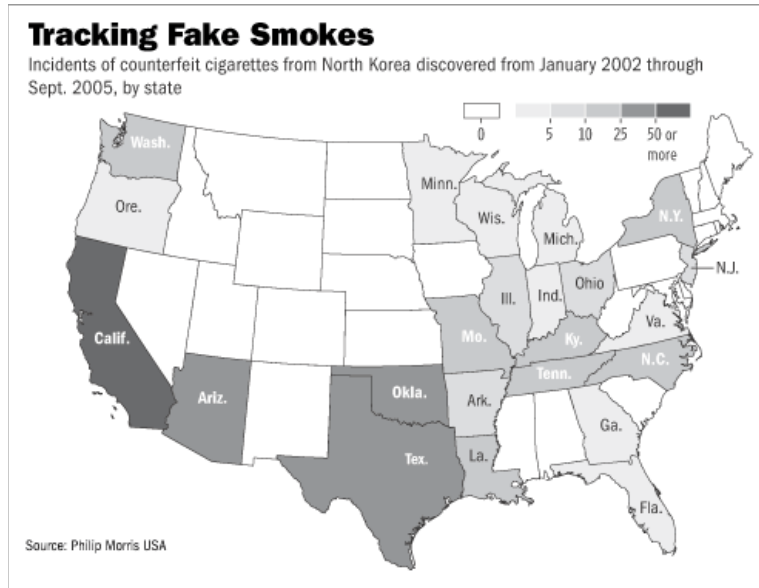 Tracking Fake Smokes
Incidents of counterfeit cigarettes from North Korea discovered from January 2002 through
Sept. 2005, by state
0
5
10
25
50 or
more
Wash.
Minn.
Ore.
Wis.
N.Y.
Mich.
N.J.
Ill.
Ind.
Ohio
Calif.
Mo.
Ky.
Va.
N.C.
Tenn.
Ariz.
Okla.
Ark.
Ga.
Tex.
La.
Fla.
Source: Philip Morris USA